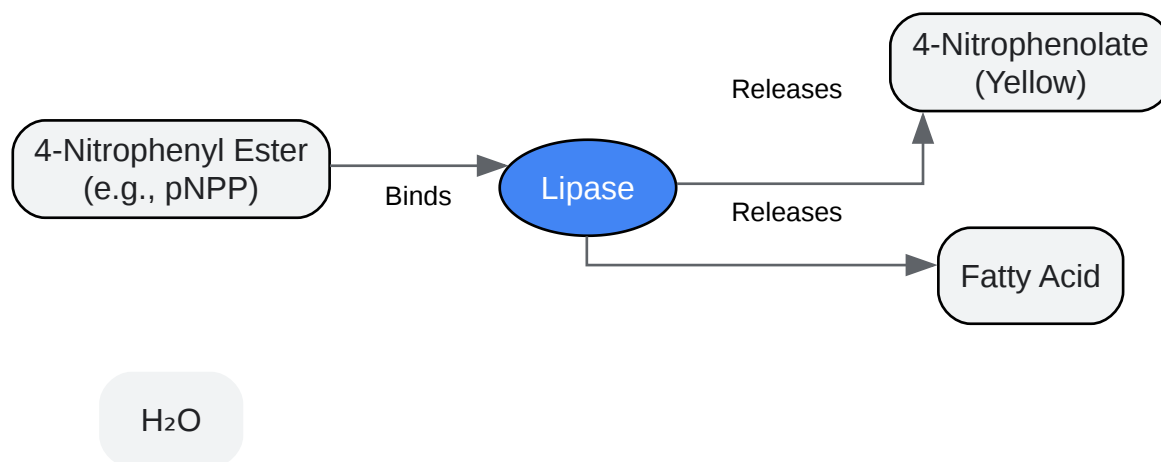 4-Nitrophenolate
(Yellow)
Releases
4-Nitrophenyl Ester
(e.g., pNPP)
Binds
Lipase
Releases
Fatty Acid
H₂O